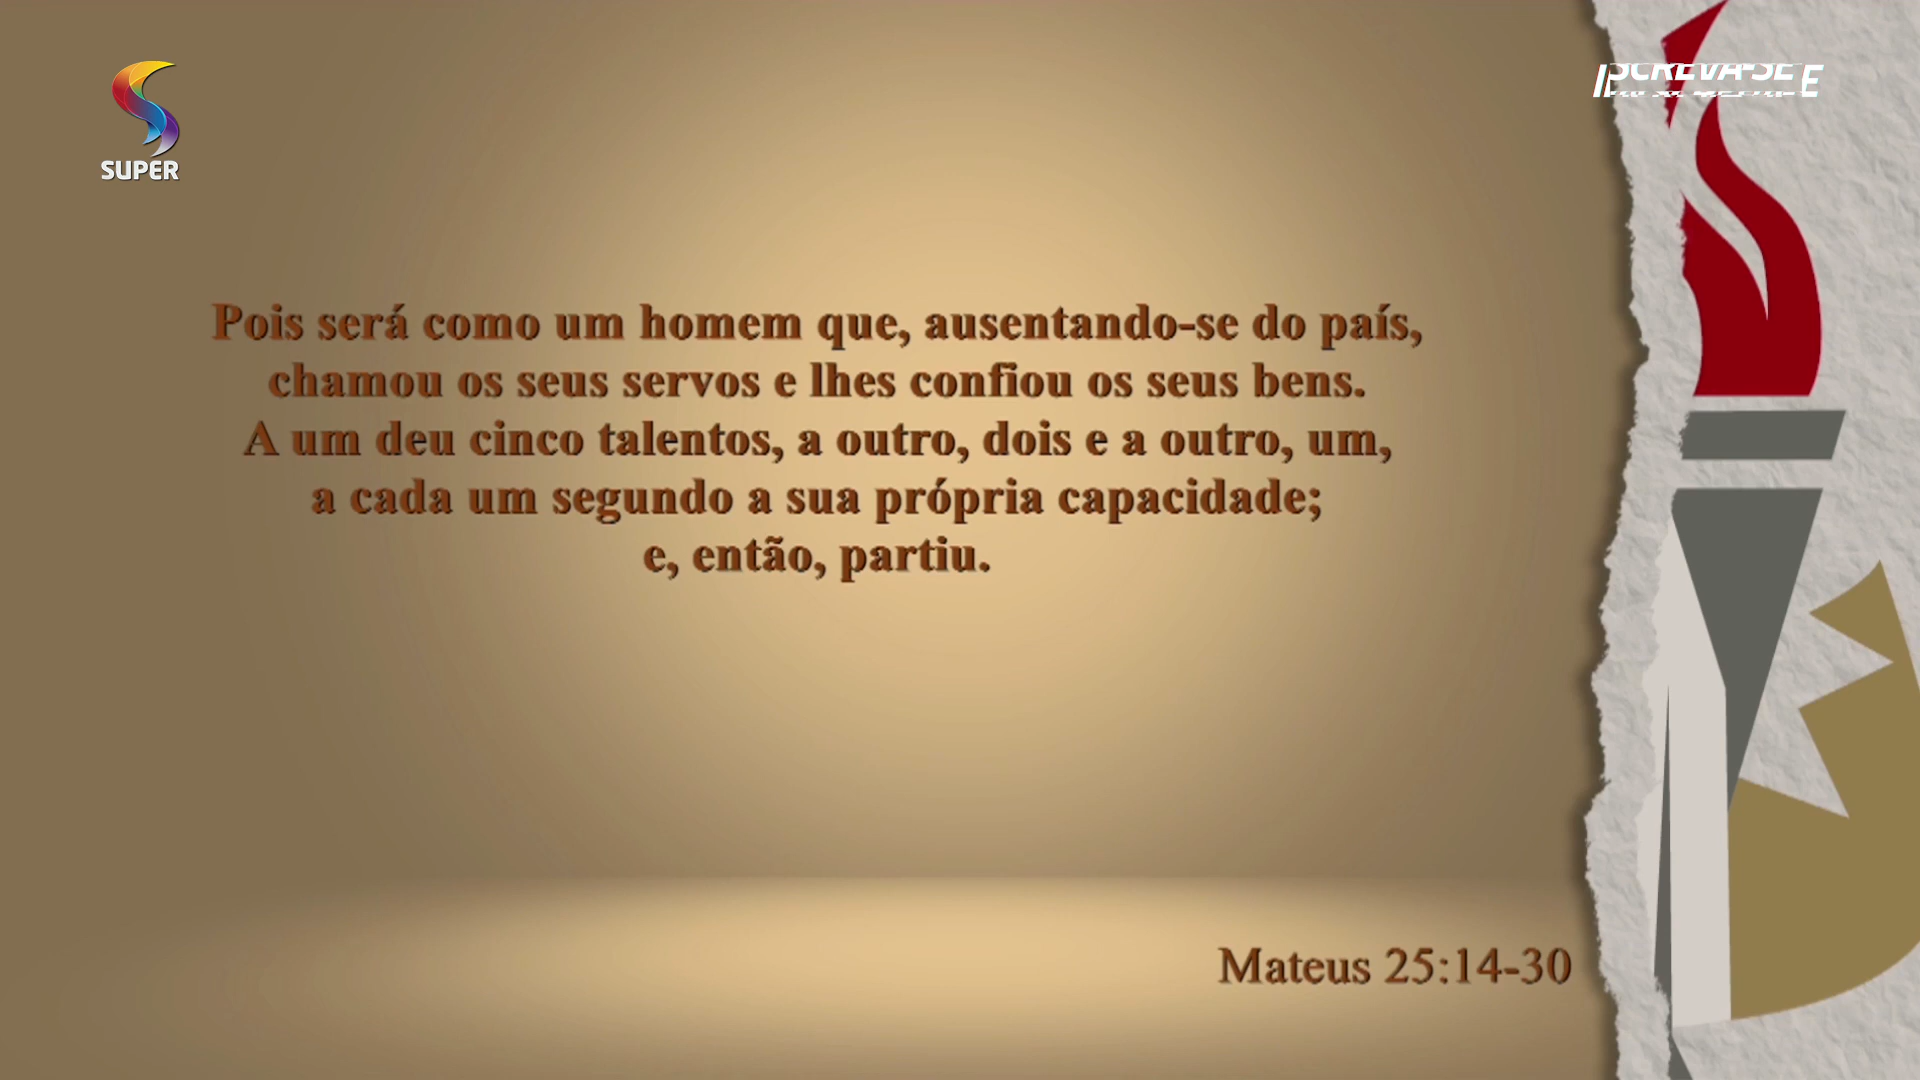 SUPER
Pois será como um homem que, ausentando-se do país,
chamou os seus servos e lhes confiou os seus bens.
A um deu cinco talentos, a outro, dois e a outro, um,
a cada um segundo a sua própria capacidade;
e, então, partiu.
Mateus 25:14-30